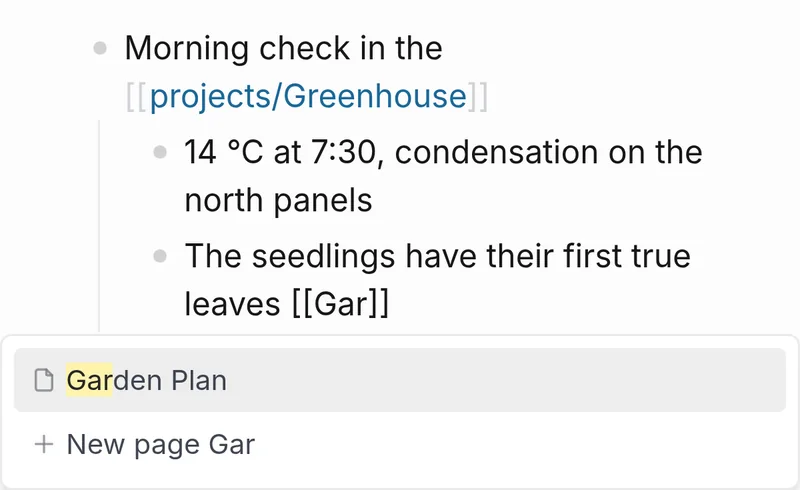 Morning check in the
[[projects/Greenhouse]]
14 °C at 7:30, condensation on the
north panels
The seedlings have their first true
leaves [[Gar]]
Garden Plan
+ New page Gar